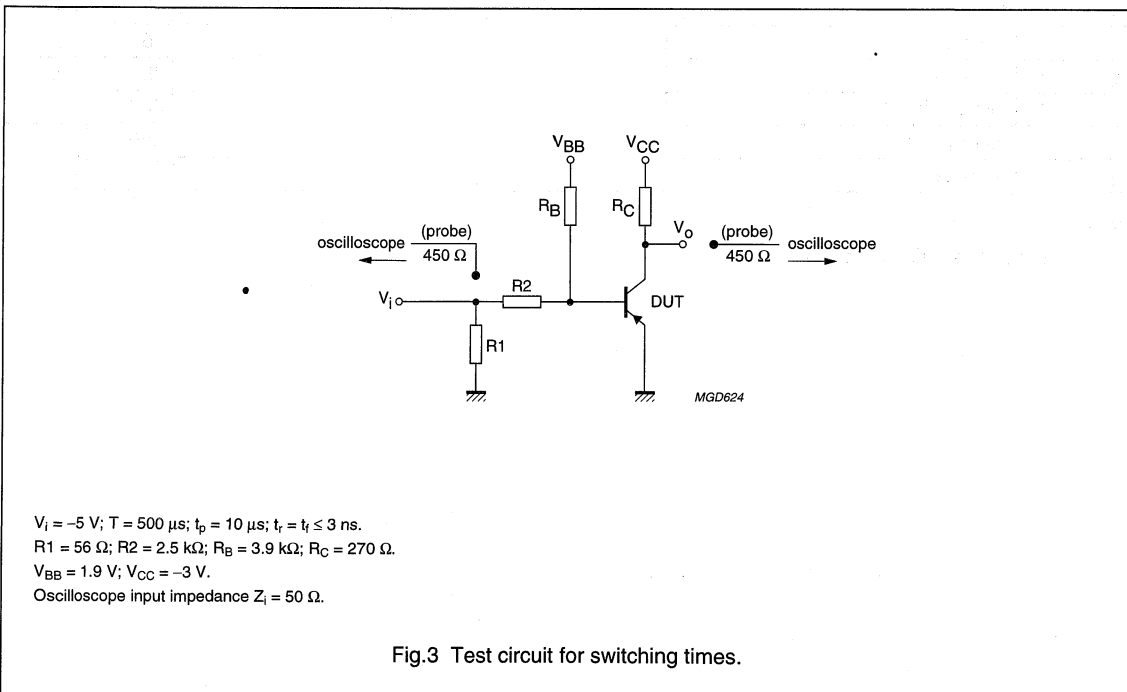 VBB VCC
RB RC
Vo
(probe) (probe)
oscilloscope oscilloscope
450 Ω 450 Ω
R2
Vi DUT
R1
MGD624
Vi = −5 V; T = 500 μs; tp = 10 μs; tr = tf ≤ 3 ns.
R1 = 56 Ω; R2 = 2.5 kΩ; RB = 3.9 kΩ; RC = 270 Ω.
VBB = 1.9 V; VCC = −3 V.
Oscilloscope input impedance Zi = 50 Ω.
Fig.3 Test circuit for switching times.